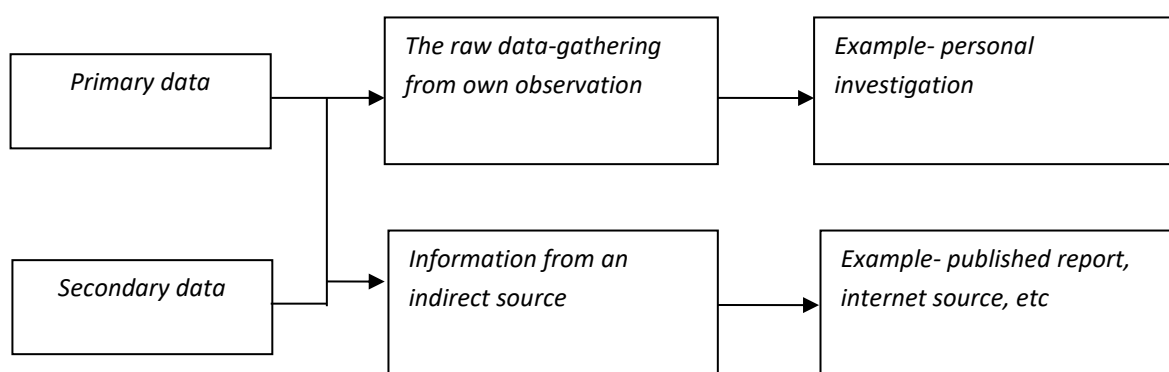 Primary data
The raw data-gathering
from own observation
Example- personal
investigation
Secondary data
Information from an
indirect source
Example- published report,
internet source, etc